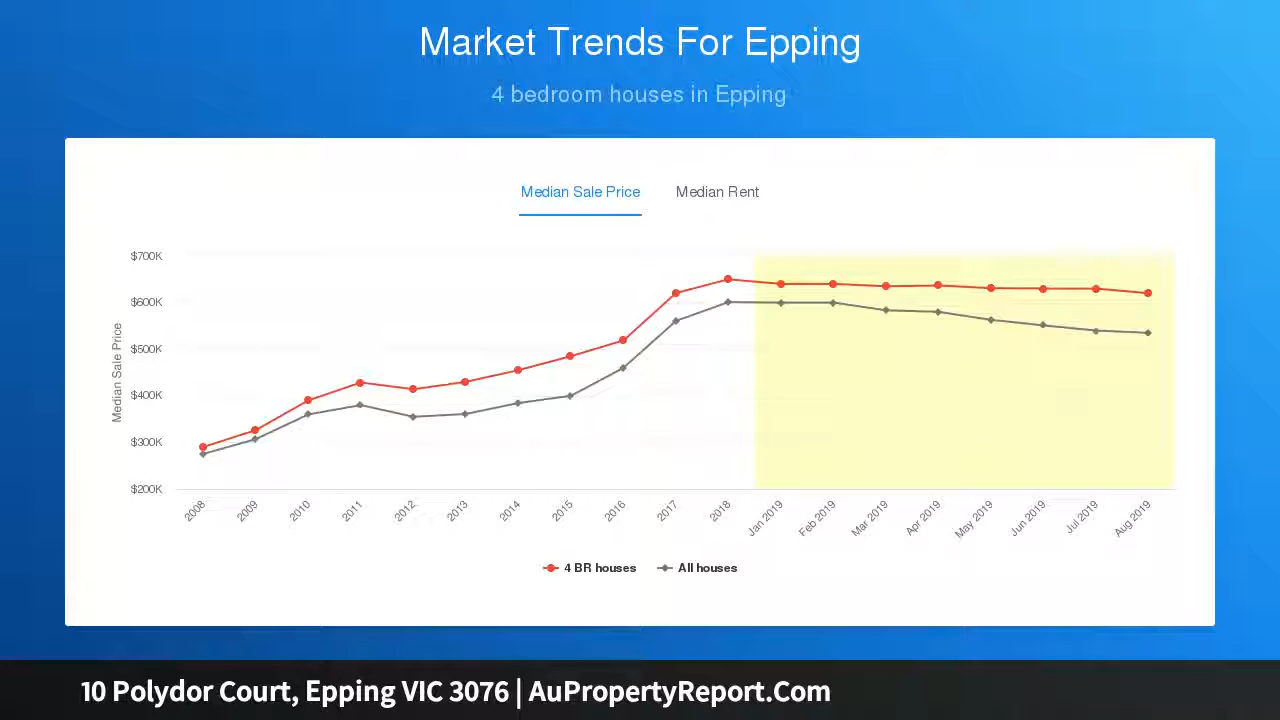 Market Trends For Epping
4 bedroom houses in Epping
Median Sale Price Median Rent
Median Sale Price
$700K
$600K
$500K
$400K
$300K
$200K
2008 2009 2010 2011 2012 2013 2014 2015 2016 2017 2018 Jan 2019 Feb 2019 Mar 2019 Apr 2019 May 2019 Jun 2019 Jul 2019 Aug 2019
4 BR houses All houses
10 Polydor Court, Epping VIC 3076 | AuPropertyReport.Com